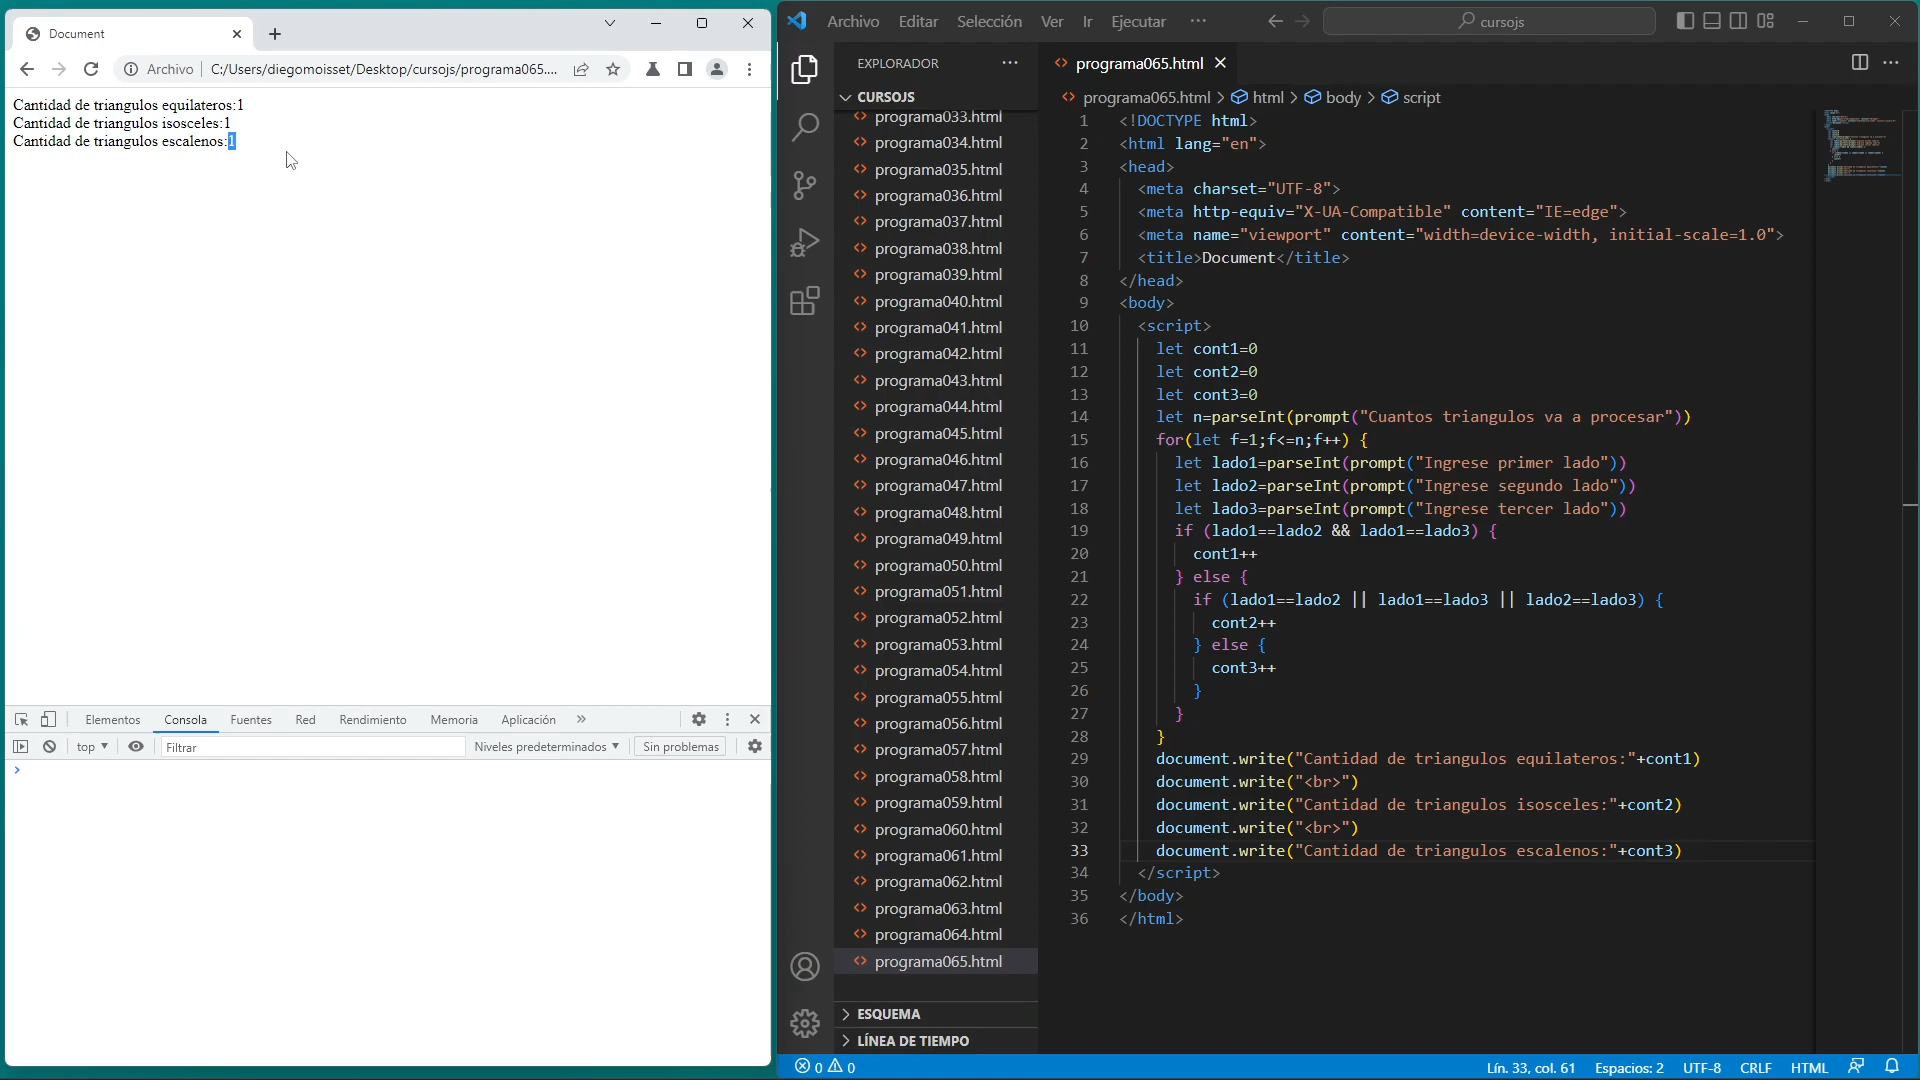 Document
Archivo
C:/Users/diegomoisset/Desktop/cursojs/programa065....
Cantidad de triangulos equilateros:1
Cantidad de triangulos isosceles:1
Cantidad de triangulos escalenos:1
Elementos
Consola
Fuentes
Red
Rendimiento
Memoria
Aplicación
top
Filtrar
Niveles predeterminados
Sin problemas
Archivo
Editar
Selección
Ver
Ir
Ejecutar
cursojs
EXPLORADOR
CURSOJS
programa033.html
programa034.html
programa035.html
programa036.html
programa037.html
programa038.html
programa039.html
programa040.html
programa041.html
programa042.html
programa043.html
programa044.html
programa045.html
programa046.html
programa047.html
programa048.html
programa049.html
programa050.html
programa051.html
programa052.html
programa053.html
programa054.html
programa055.html
programa056.html
programa057.html
programa058.html
programa059.html
programa060.html
programa061.html
programa062.html
programa063.html
programa064.html
programa065.html
ESQUEMA
LÍNEA DE TIEMPO
programa065.html
programa065.html > html > body > script
1 <!DOCTYPE html>
2 <html lang="en">
3 <head>
4 <meta charset="UTF-8">
5 <meta http-equiv="X-UA-Compatible" content="IE=edge">
6 <meta name="viewport" content="width=device-width, initial-scale=1.0">
7 <title>Document</title>
8 </head>
9 <body>
10 <script>
11 let cont1=0
12 let cont2=0
13 let cont3=0
14 let n=parseInt(prompt("Cuantos triangulos va a procesar"))
15 for(let f=1;f<=n;f++) {
16 let lado1=parseInt(prompt("Ingrese primer lado"))
17 let lado2=parseInt(prompt("Ingrese segundo lado"))
18 let lado3=parseInt(prompt("Ingrese tercer lado"))
19 if (lado1==lado2 && lado1==lado3) {
20 cont1++
21 } else {
22 if (lado1==lado2 || lado1==lado3 || lado2==lado3) {
23 cont2++
24 } else {
25 cont3++
26 }
27 }
28 }
29 document.write("Cantidad de triangulos equilateros:"+cont1)
30 document.write("<br>")
31 document.write("Cantidad de triangulos isosceles:"+cont2)
32 document.write("<br>")
33 document.write("Cantidad de triangulos escalenos:"+cont3)
34 </script>
35 </body>
36 </html>
0 0
Lín. 33, col. 61
Espacios: 2
UTF-8
CRLF
HTML